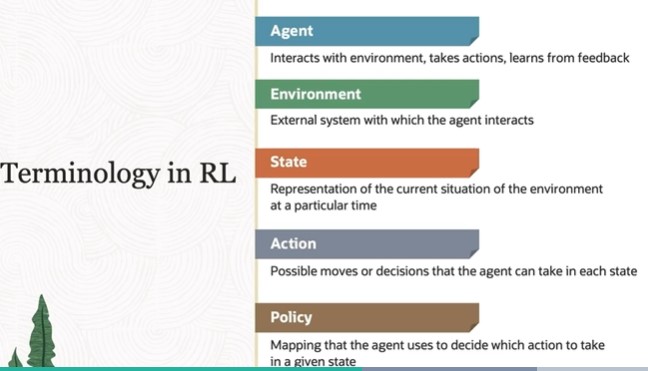 Terminology in RL
Agent
Interacts with environment, takes actions, learns from feedback
Environment
External system with which the agent interacts
State
Representation of the current situation of the environment
at a particular time
Action
Possible moves or decisions that the agent can take in each state
Policy
Mapping that the agent uses to decide which action to take
in a given state